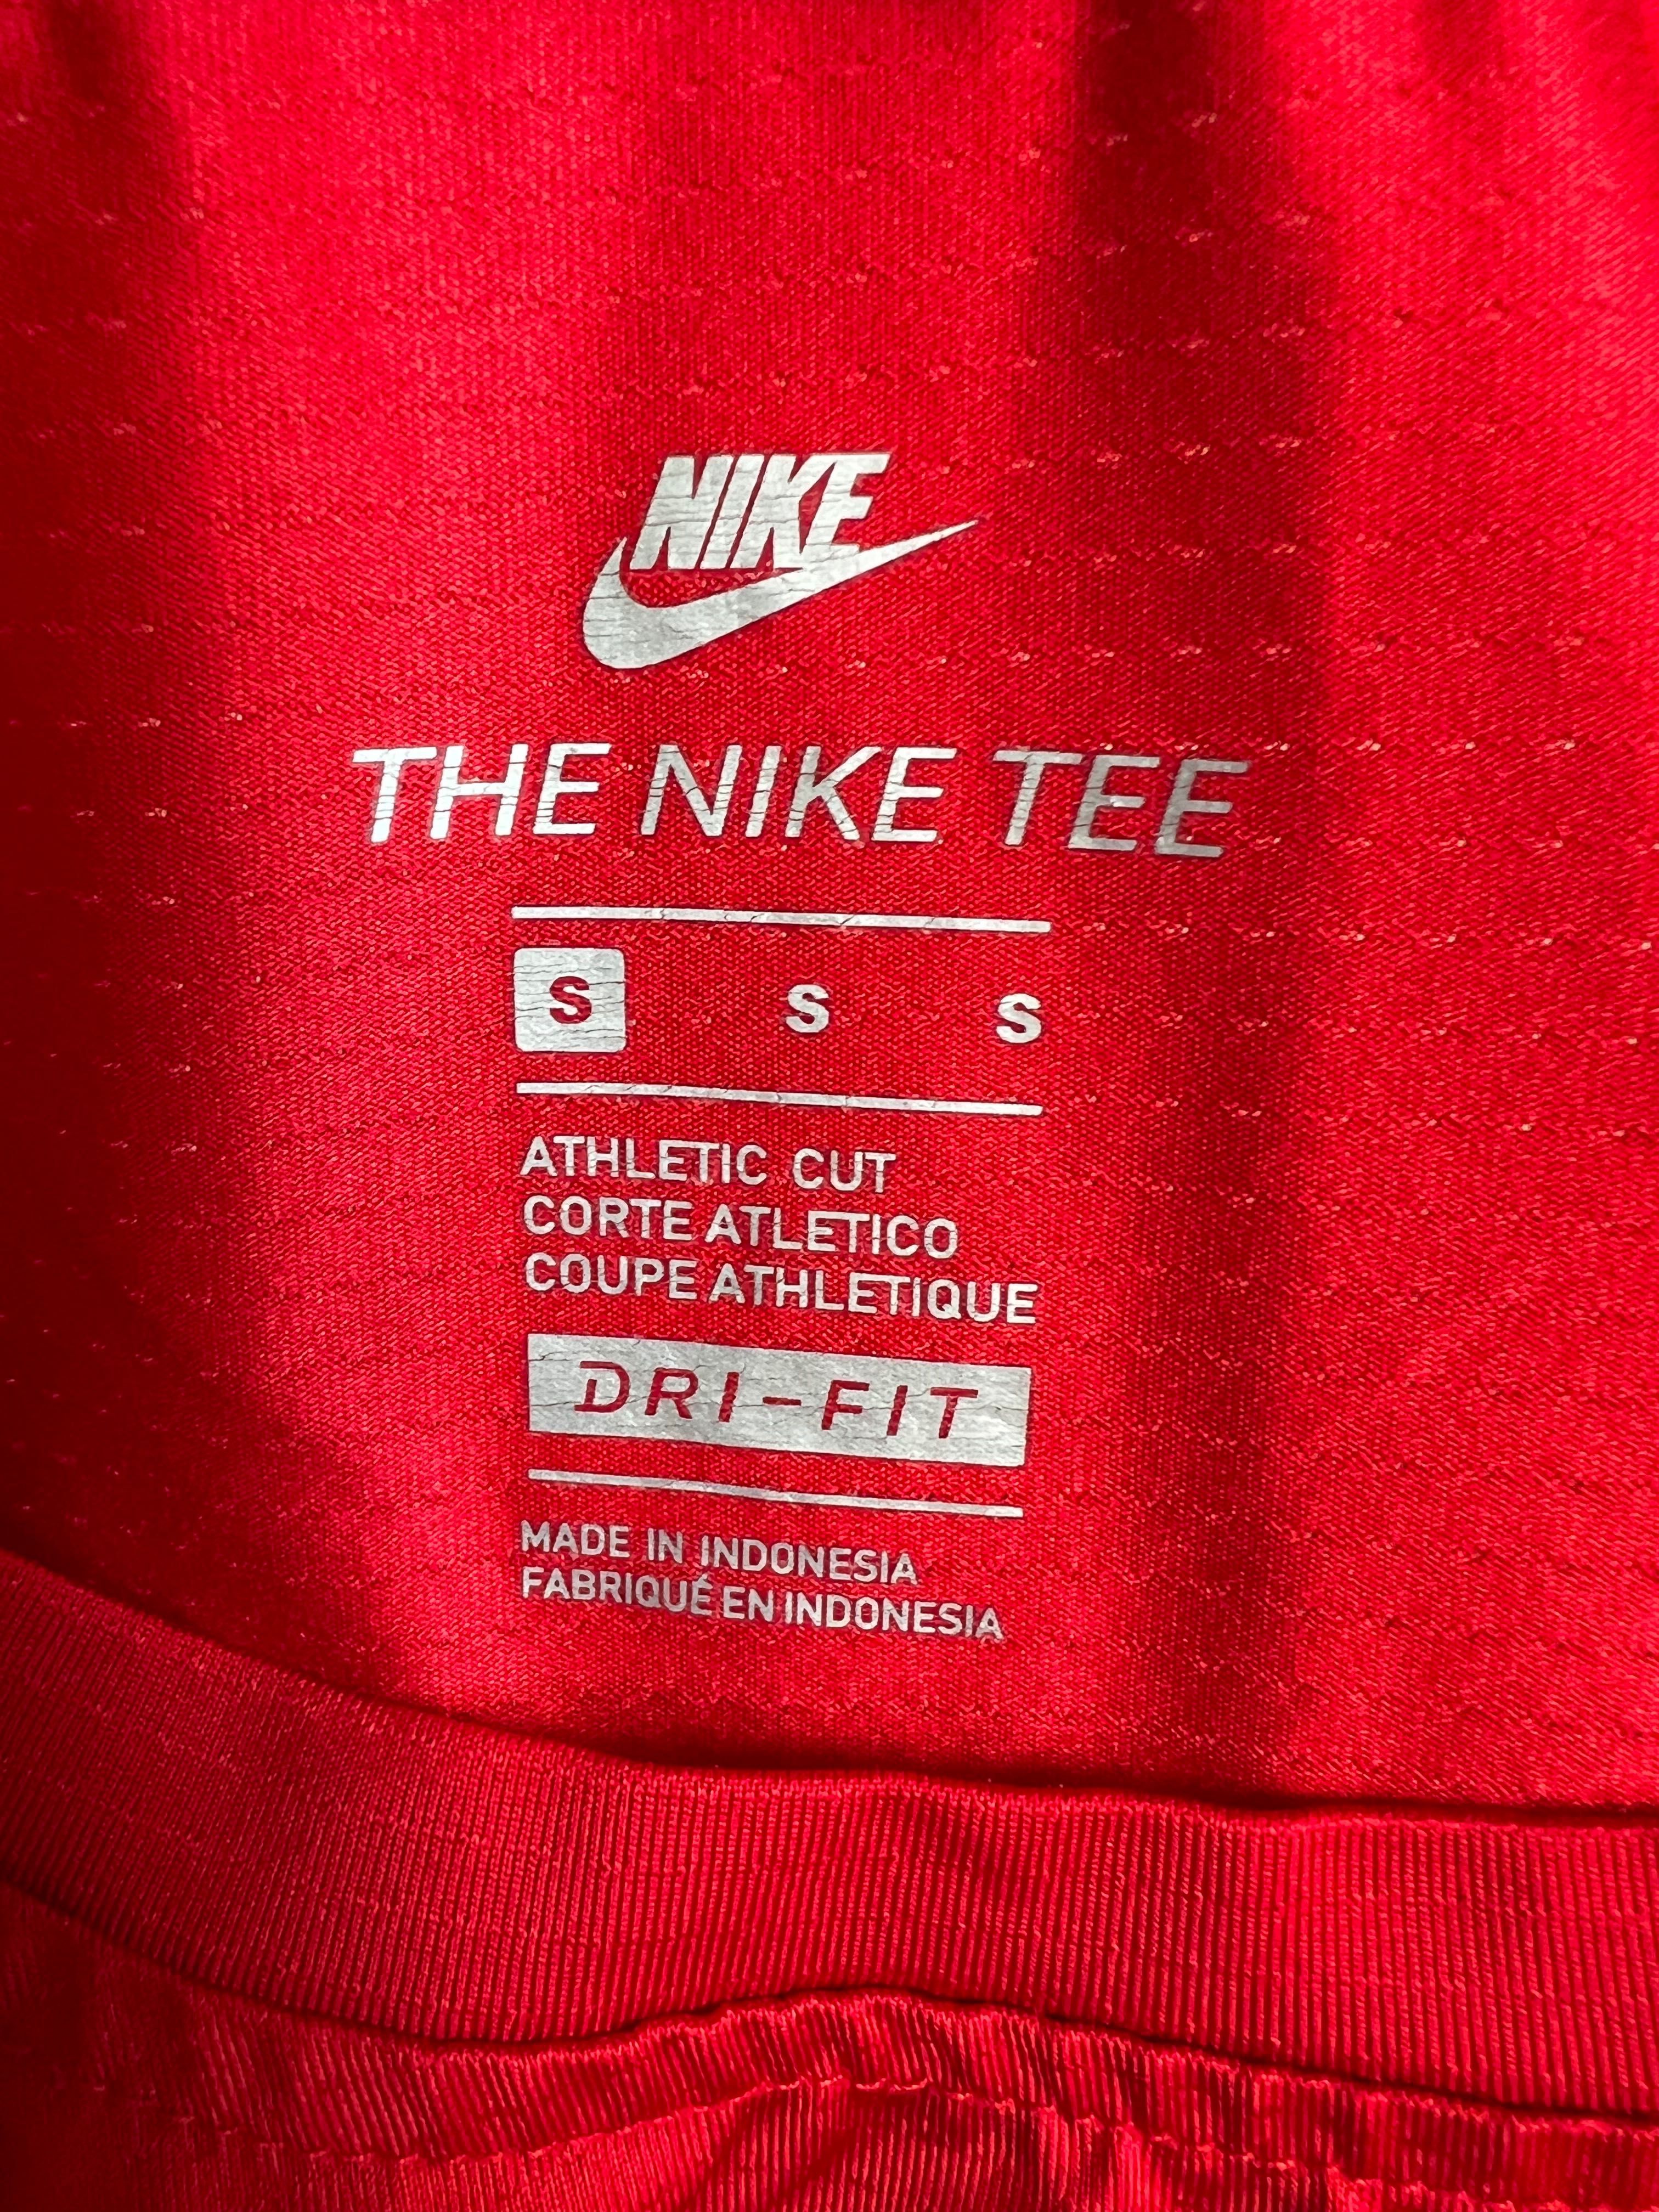 NIKE
THE NIKE TEE
S S S
ATHLETIC CUT
CORTE ATLETICO
COUPE ATHLETIQUE
DRI-FIT
MADE IN INDONESIA
FABRIQUÉ EN INDONESIA